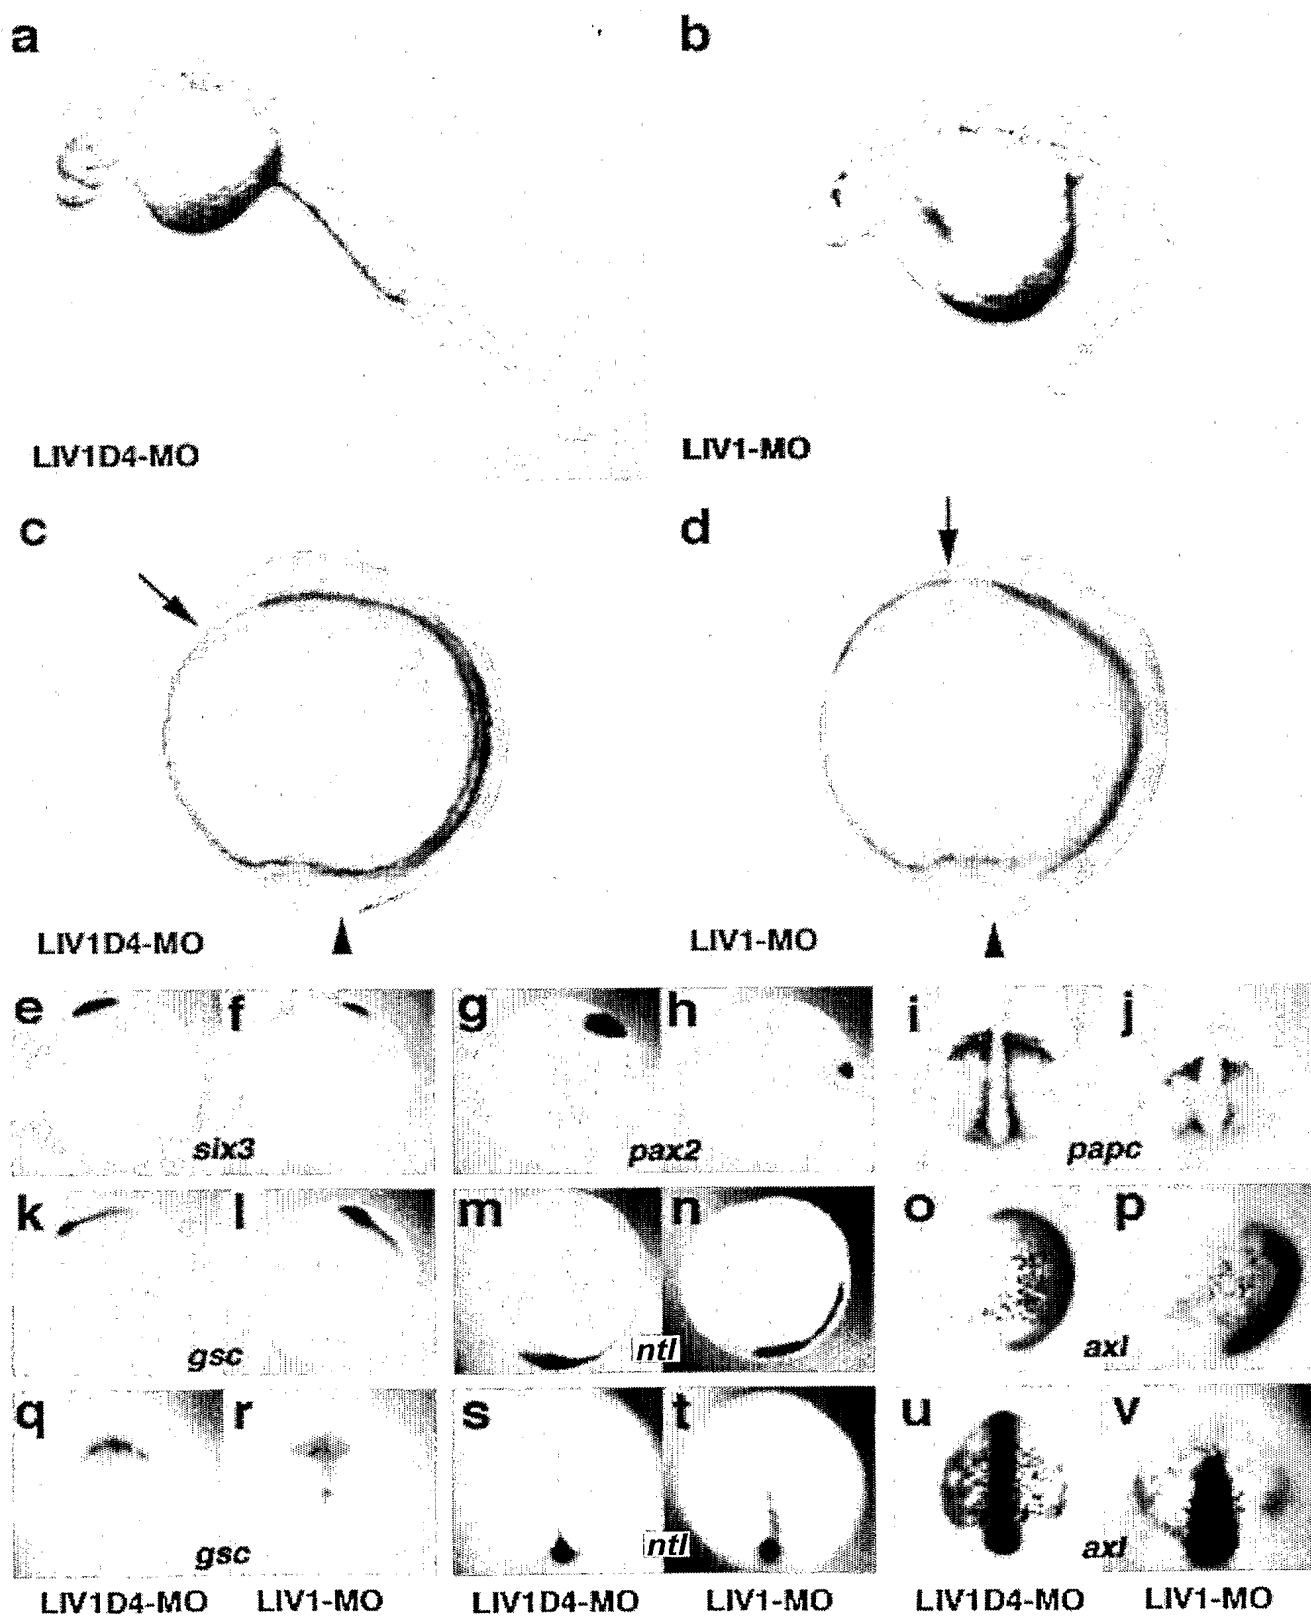 a
b
LIV1D4-MO
LIV1-MO
c
d
LIV1D4-MO
LIV1-MO
e f g h i j
six3 pax2 papc
k l m n o p
gsc ntl axl
q r s t u v
gsc ntl axl
LIV1D4-MO LIV1-MO LIV1D4-MO LIV1-MO LIV1D4-MO LIV1-MO